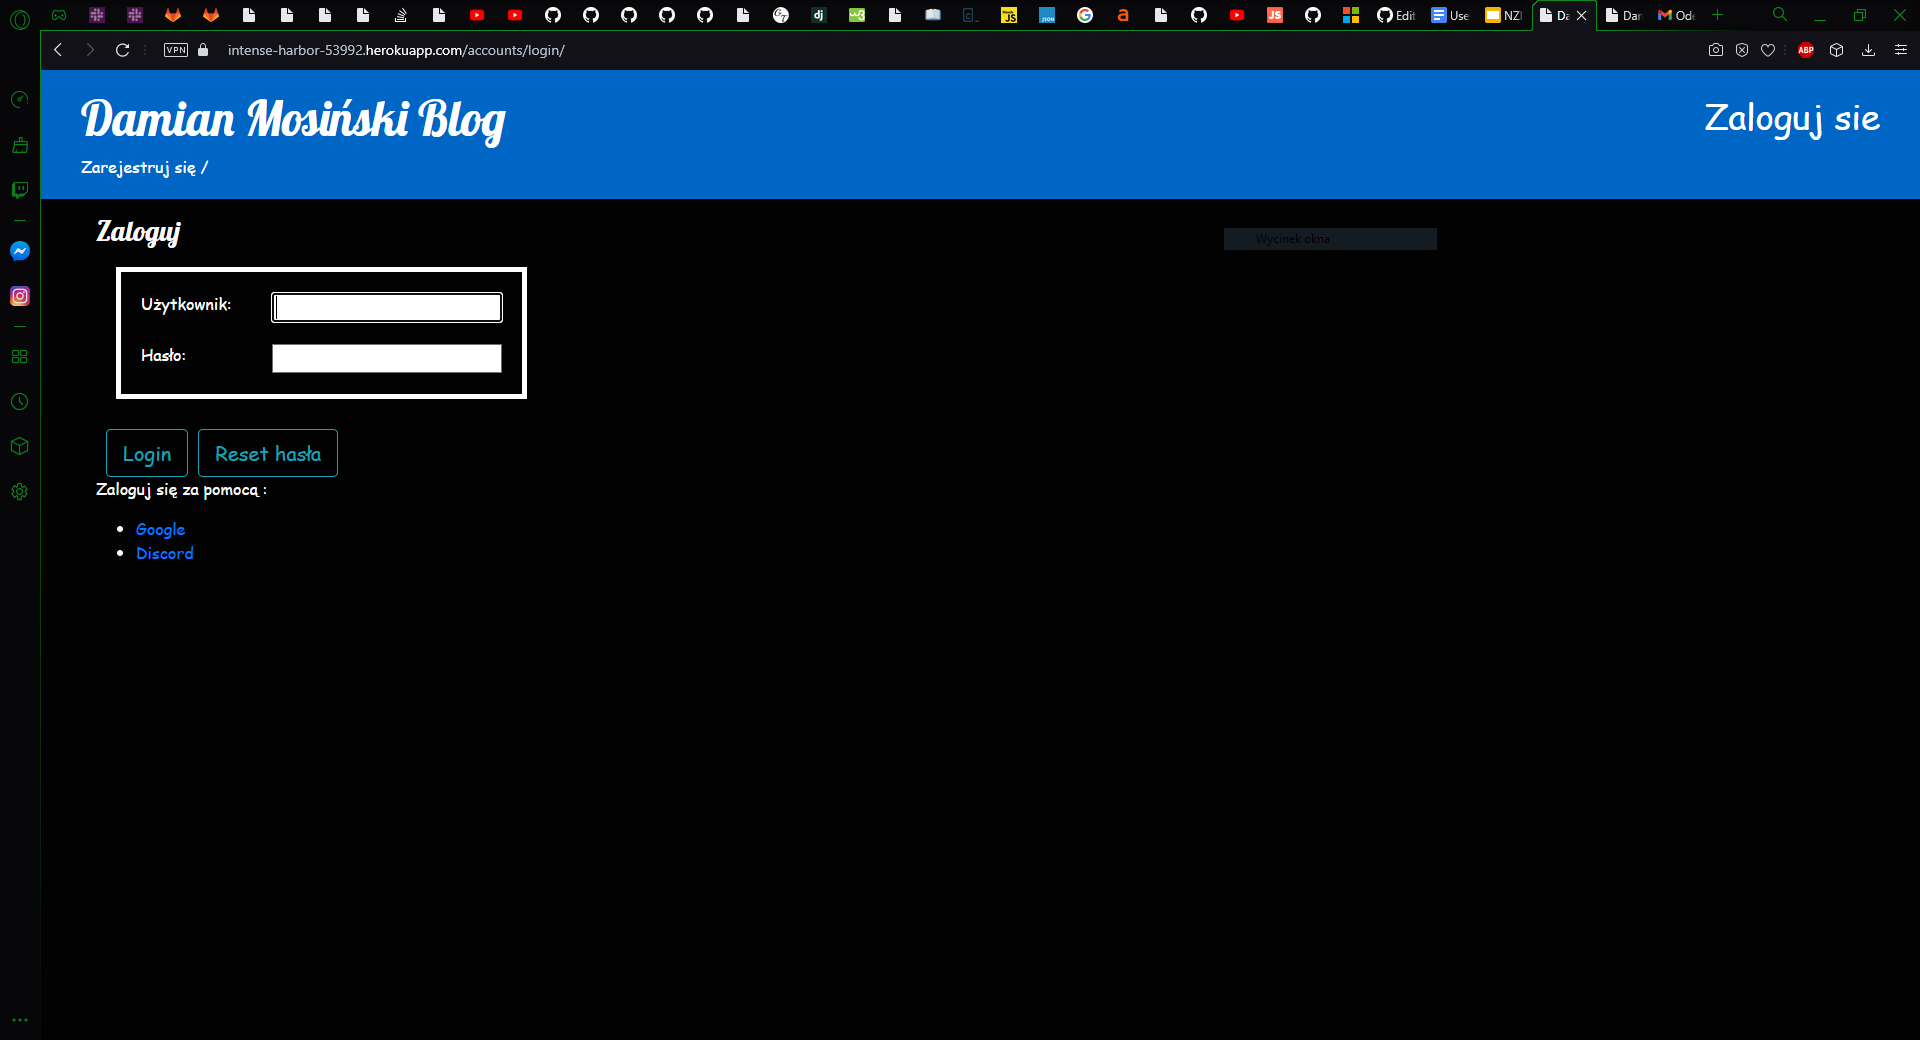 Edit
Use
NZ
Da
Dar
Od
VPN
intense-harbor-53992.herokuapp.com/accounts/login/
ABP
Damian Mosiński Blog
Zaloguj sie
Zarejestruj się /
Zaloguj
Wycinek okna
Użytkownik:
Hasło:
Login
Reset hasła
Zaloguj się za pomocą :
Google
Discord